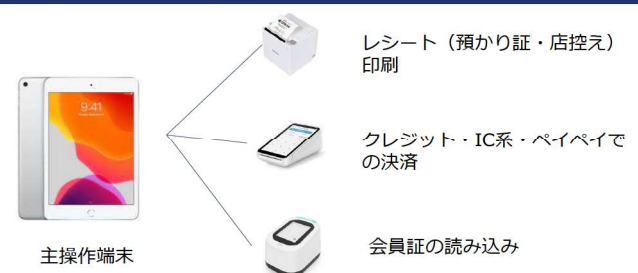 レシート（預かり証・店控え）
印刷
9:41
クレジット・IC系・ペイペイで
の決済
会員証の読み込み
主操作端末